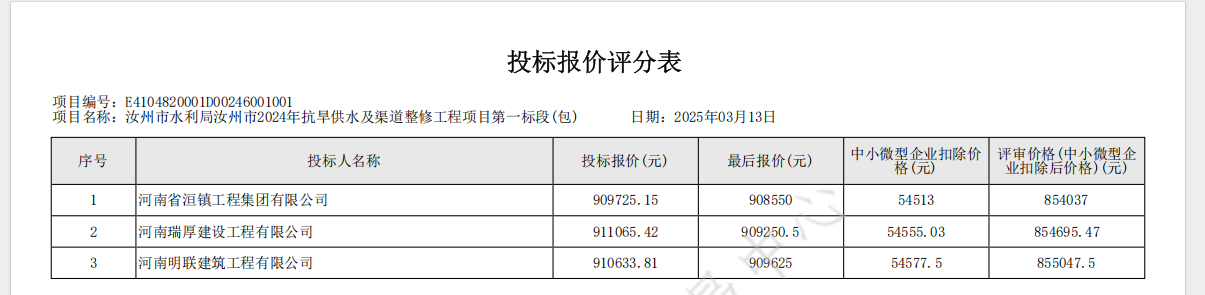 投标报价评分表
项目编号：E4104820001D00246001001
项目名称：汝州市水利局汝州市2024年抗旱供水及渠道整修工程项目第一标段(包) 日期：2025年03月13日
序号 投标人名称 投标报价(元) 最后报价(元) 中小微型企业扣除价格(元) 评审价格(中小微型企业扣除后价格)(元)
1 河南省洹镇工程集团有限公司 909725.15 908550 54513 854037
2 河南瑞厚建设工程有限公司 911065.42 909250.5 54555.03 854695.47
3 河南明联建筑工程有限公司 910633.81 909625 54577.5 855047.5
中心